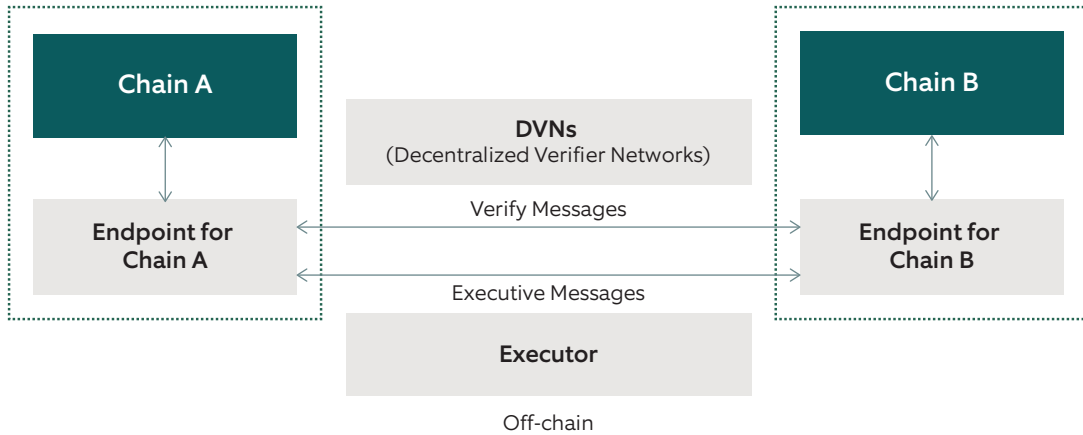 Chain A
Chain B
DVNs
(Decentralized Verifier Networks)
Verify Messages
Endpoint for
Chain A
Endpoint for
Chain B
Executive Messages
Executor
Off-chain